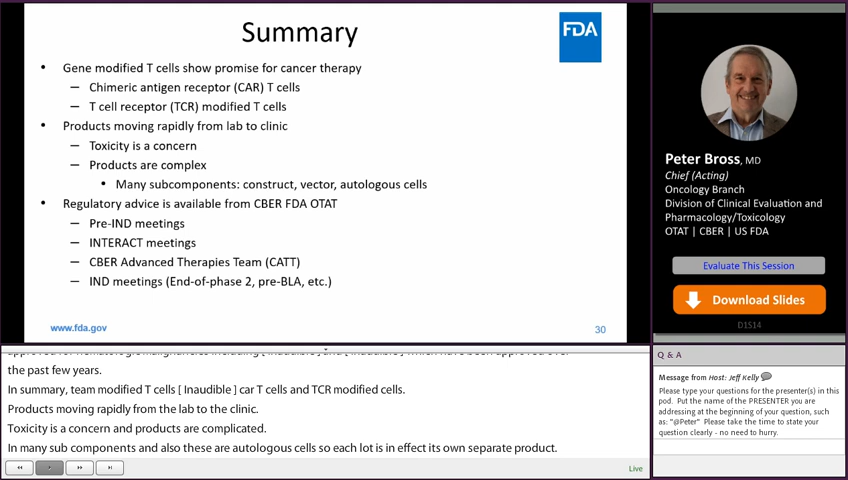 Summary
FDA
• Gene modified T cells show promise for cancer therapy
– Chimeric antigen receptor (CAR) T cells
– T cell receptor (TCR) modified T cells
• Products moving rapidly from lab to clinic
– Toxicity is a concern
– Products are complex
• Many subcomponents: construct, vector, autologous cells
• Regulatory advice is available from CBER FDA OTAT
– Pre-IND meetings
– INTERACT meetings
– CBER Advanced Therapies Team (CATT)
– IND meetings (End-of-phase 2, pre-BLA, etc.)
www.fda.gov
30
the past few years.
In summary, team modified T cells [ Inaudible ] car T cells and TCR modified cells.
Products moving rapidly from the lab to the clinic.
Toxicity is a concern and products are complicated.
In many sub components and also these are autologous cells so each lot is in effect its own separate product.
Live
Peter Bross, MD
Chief (Acting)
Oncology Branch
Division of Clinical Evaluation and
Pharmacology/Toxicology
OTAT | CBER | US FDA
Evaluate This Session
Download Slides
D1S14
Q & A
Message from Host: Jeff Kelly
Please type your questions for the presenter(s) in this
pod. Put the name of the PRESENTER you are
addressing at the beginning of your question, such
as: "@Peter" Please take the time to state your
question clearly - no need to hurry.